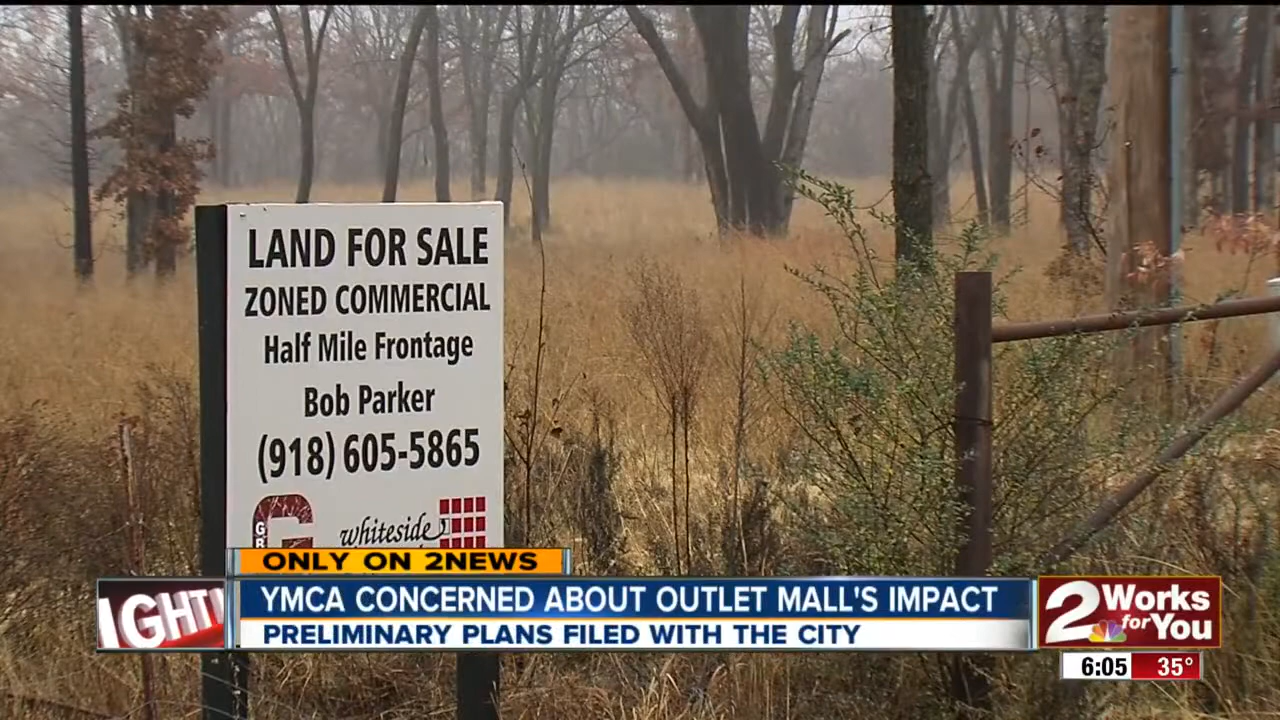 LAND FOR SALE
ZONED COMMERCIAL
Half Mile Frontage
Bob Parker
(918) 605-5865
G
whiteside
ONLY ON 2NEWS
YMCA CONCERNED ABOUT OUTLET MALL'S IMPACT
PRELIMINARY PLANS FILED WITH THE CITY
2 Works for You
6:05 35°